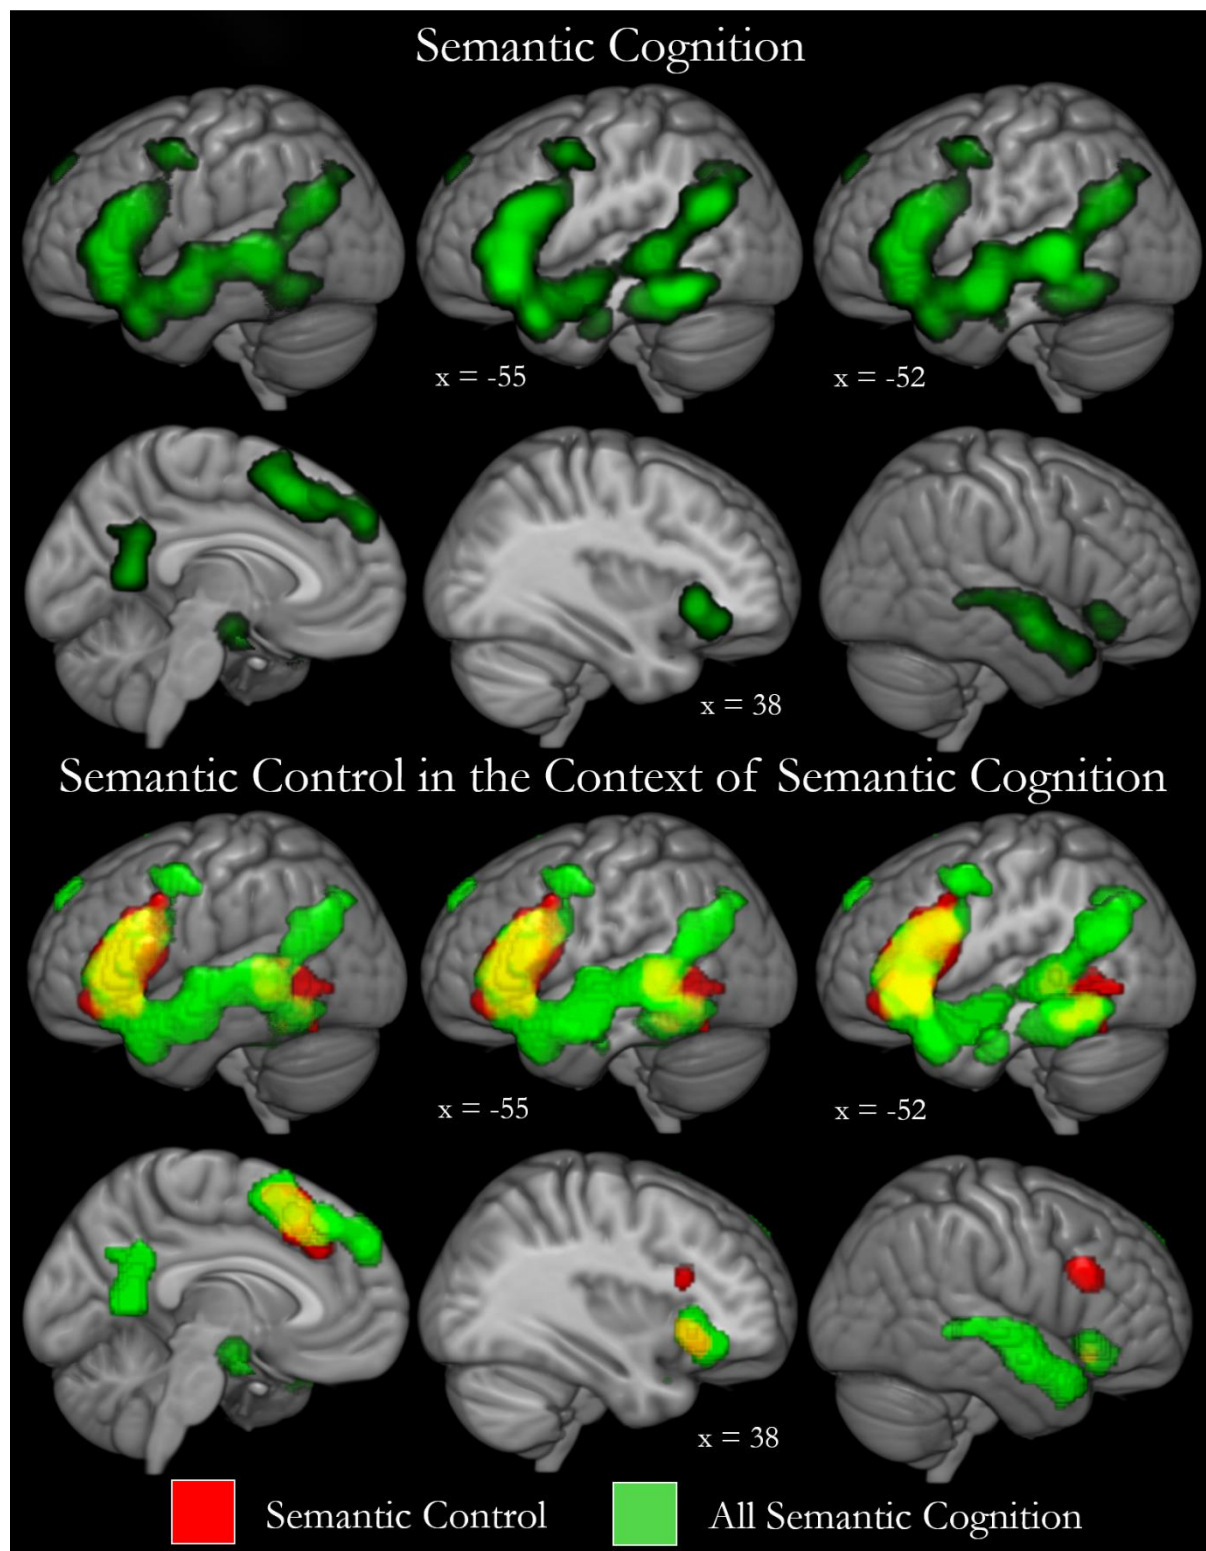 Semantic Cognition
x = -55
x = -52
x = 38
Semantic Control in the Context of Semantic Cognition
x = -55
x = -52
x = 38
Semantic Control
All Semantic Cognition